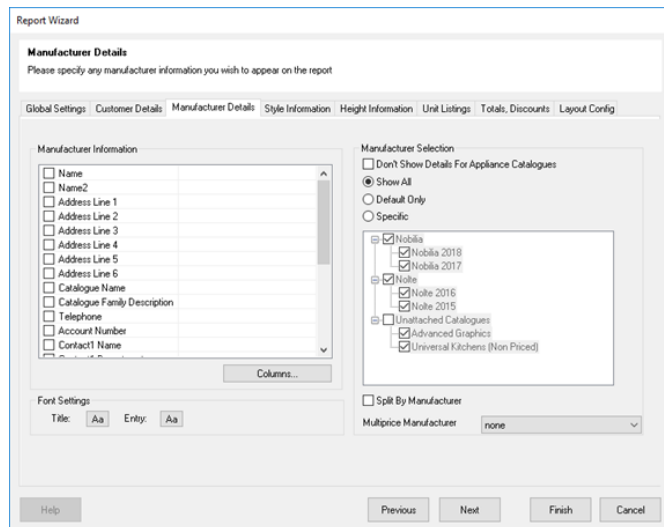 Report Wizard
Manufacturer Details
Please specify any manufacturer information you wish to appear on the report
Global Settings Customer Details Manufacturer Details Style Information Height Information Unit Listings Totals, Discounts Layout Config
Manufacturer Information
Name
Name2
Address Line 1
Address Line 2
Address Line 3
Address Line 4
Address Line 5
Address Line 6
Catalogue Name
Catalogue Family Description
Telephone
Account Number
Contact1 Name
Columns...
Font Settings
Title: Aa Entry: Aa
Manufacturer Selection
Don't Show Details For Appliance Catalogues
Show All
Default Only
Specific
Nobilia
Nobilia 2018
Nobilia 2017
Nolte
Nolte 2016
Nolte 2015
Unattached Catalogues
Advanced Graphics
Universal Kitchens (Non Priced)
Split By Manufacturer
Multiprice Manufacturer none
Help Previous Next Finish Cancel